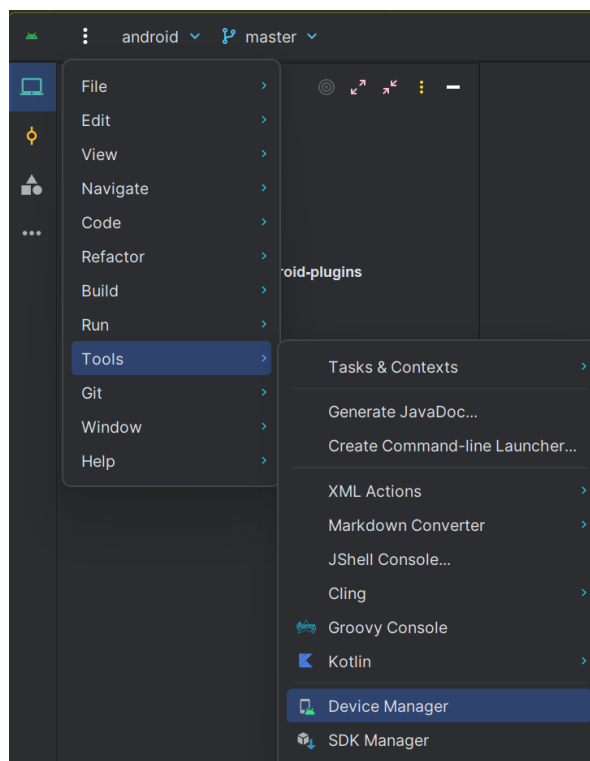 android master
File
Edit
View
Navigate
Code
Refactor
roid-plugins
Build
Run
Tools
Git
Window
Help
Tasks & Contexts
Generate JavaDoc...
Create Command-line Launcher...
XML Actions
Markdown Converter
JShell Console...
Cling
Groovy Console
Kotlin
Device Manager
SDK Manager